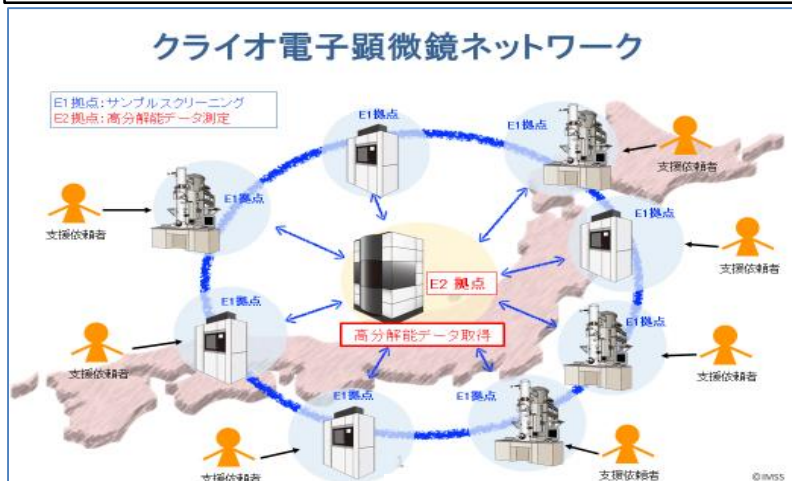 クライオ電子顕微鏡ネットワーク
E1拠点:サンプルスクリーニング
E2拠点:高分解能データ測定
E1拠点
E1拠点
支援依頼者
E1拠点
支援依頼者
E1拠点
支援依頼者
E2 拠点
高分解能データ取得
E1拠点
E1拠点
支援依頼者
支援依頼者
E1拠点
E1拠点
支援依頼者
支援依頼者
©IMSS